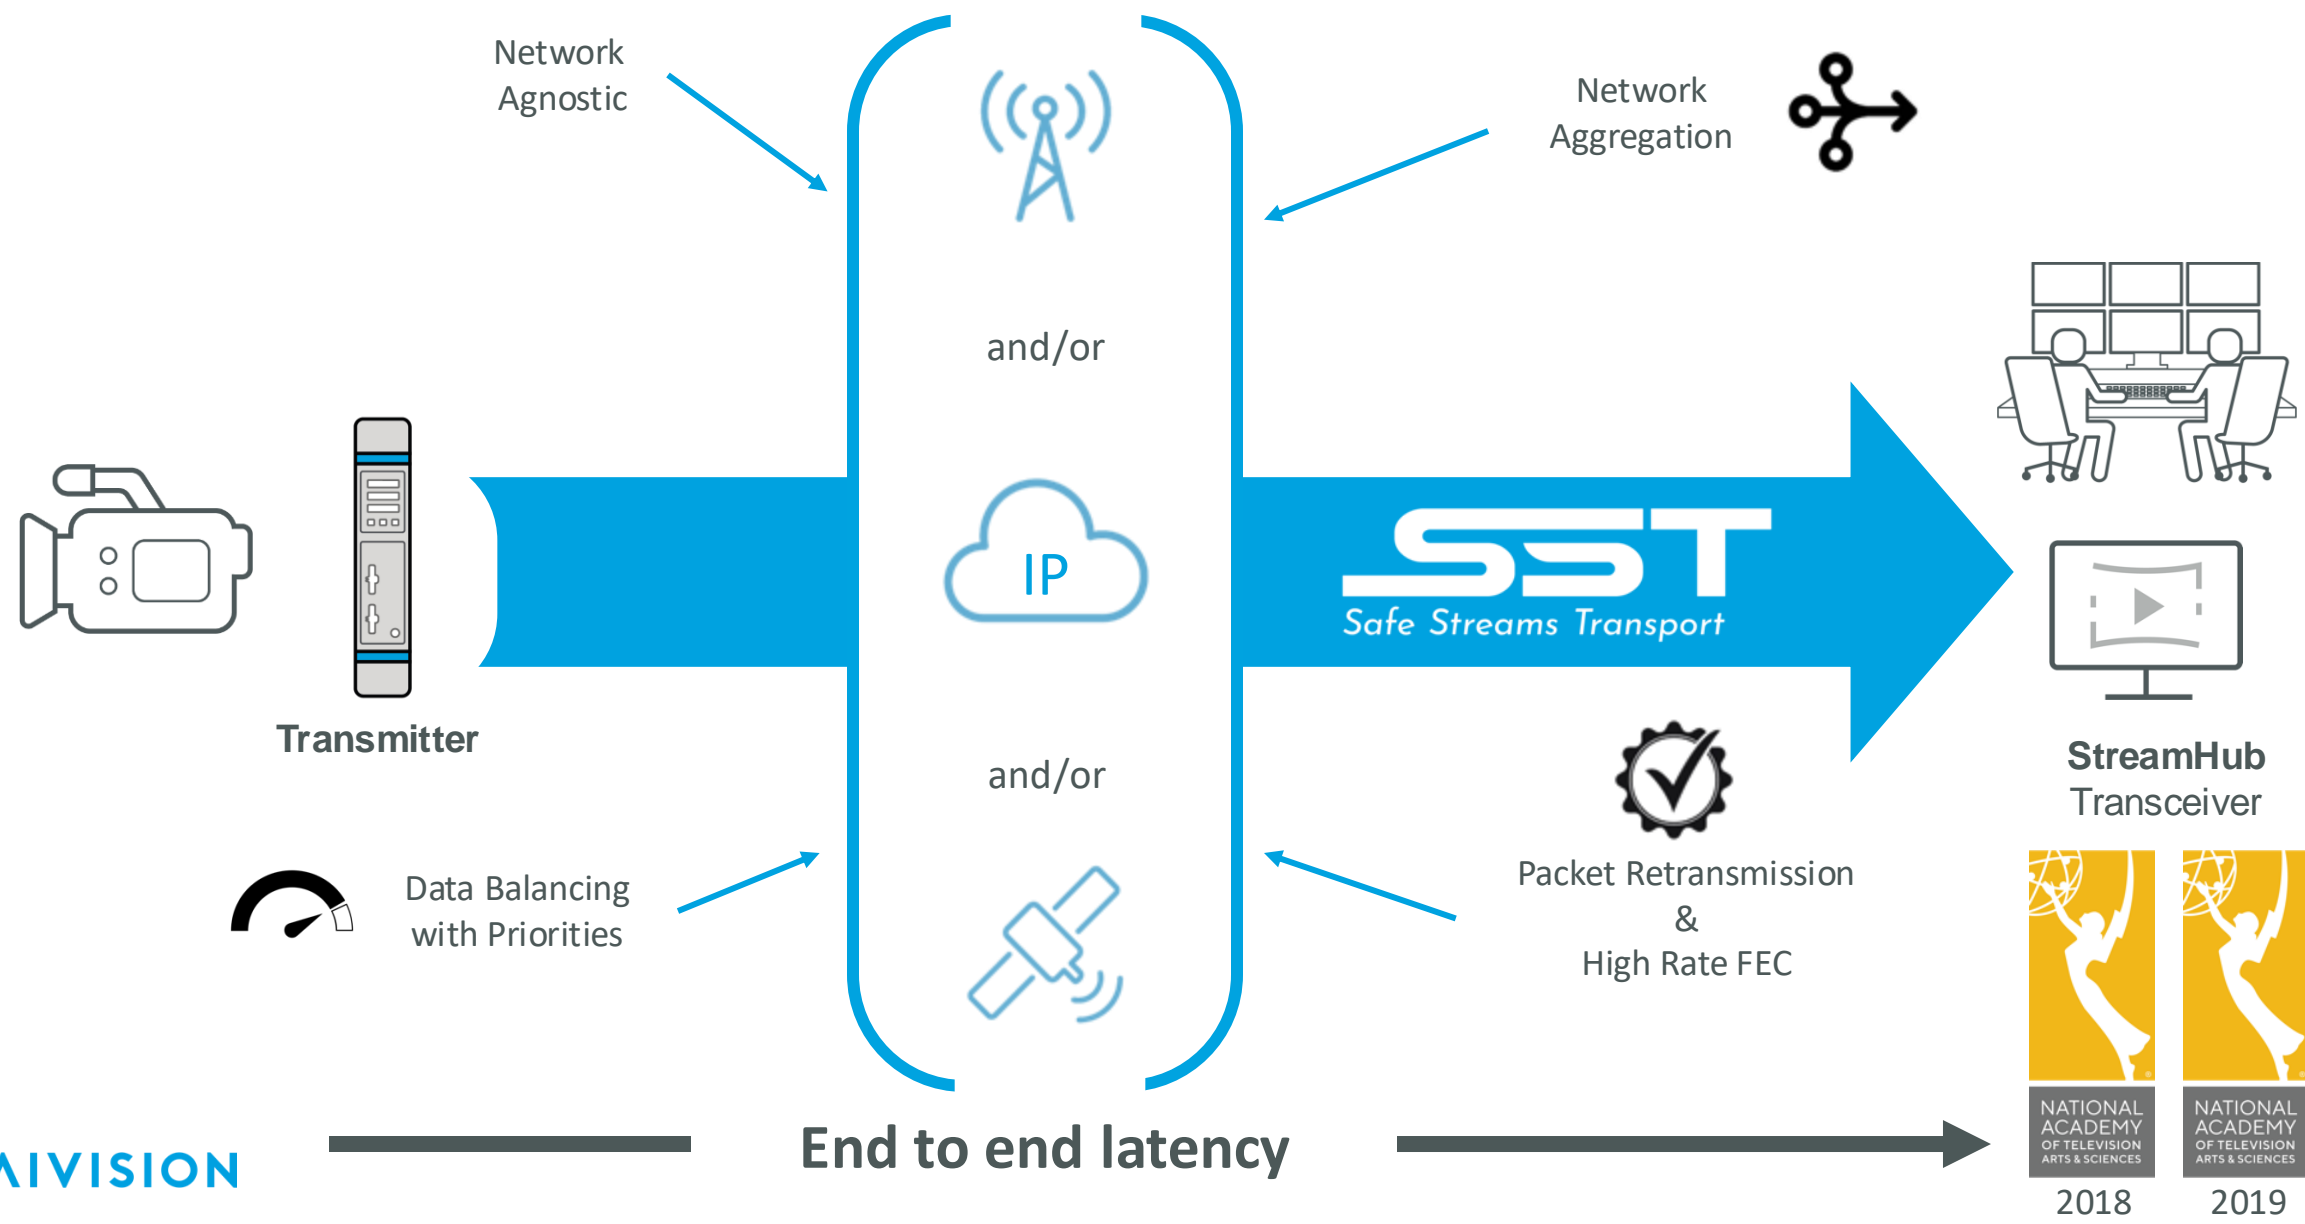 Network
Agnostic
Network
Aggregation
and/or
IP
SST
Safe Streams Transport
Transmitter
StreamHub
Transceiver
and/or
Data Balancing
with Priorities
Packet Retransmission
&
High Rate FEC
NATIONAL
ACADEMY
OF TELEVISION
ARTS & SCIENCES
NATIONAL
ACADEMY
OF TELEVISION
ARTS & SCIENCES
End to end latency
AIVISION
2018
2019